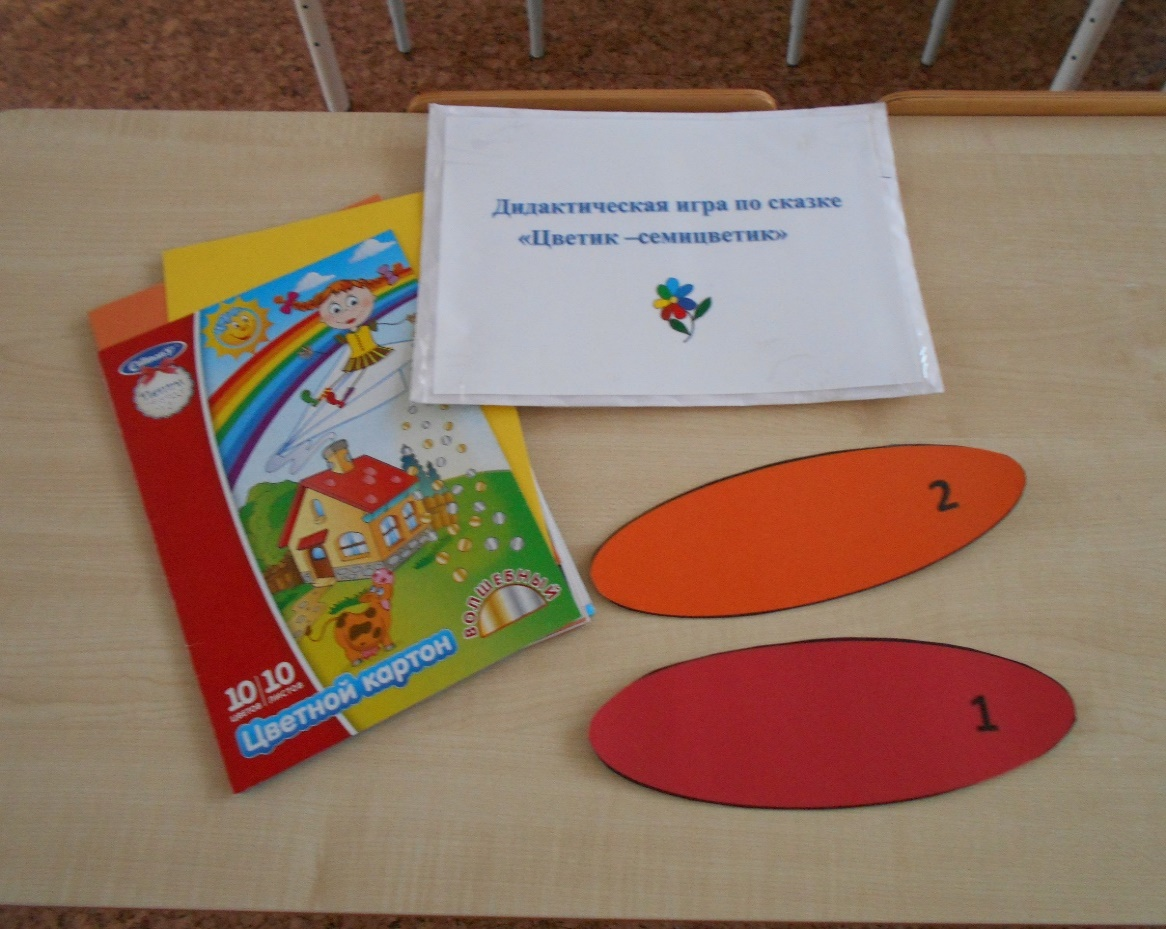 Дидактическая игра по сказке
«Цветик –семицветик»
ВОЛШЕБНЫЙ
10 | 10
ЦВЕТОВ | ЛИСТОВ
Цветной картон
2
1